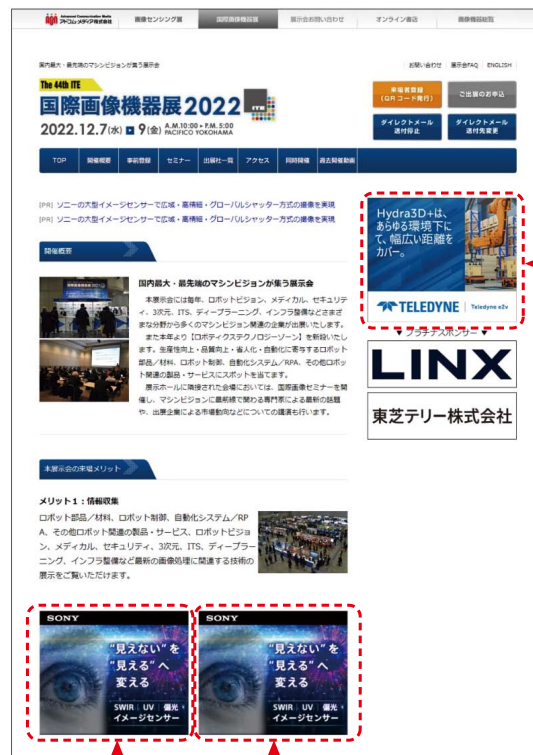 Advanced Communication Media
アドコム・メディア株式会社
画像センシング展
国際画像機器展
展示会お問い合わせ
オンライン書店
画像機器総覧
国内最大・最先端のマシンビジョンが集う展示会
お問い合わせ 展示会FAQ ENGLISH
The 44th ITE
国際画像機器展2022
ITE
2022.12.7(水) ▶ 9(金) A.M.10:00 ▶ P.M. 5:00
PACIFICO YOKOHAMA
来場者登録
(QRコード発行)
ご出展のお申込
ダイレクトメール
送付停止
ダイレクトメール
送付先変更
TOP 開催概要 事前登録 セミナー 出展社一覧 アクセス 同時開催 過去開催動画
[PR] ソニーの大型イメージセンサーで広域・高精細・グローバルシャッター方式の撮像を実現
[PR] ソニーの大型イメージセンサーで広域・高精細・グローバルシャッター方式の撮像を実現
開催概要
国内最大・最先端のマシンビジョンが集う展示会
本展示会には毎年、ロボットビジョン、メディカル、セキュリテ
ィ、3次元、ITS、ディープラーニング、インフラ整備などさまざ
まな分野から多くのマシンビジョン関連の企業が出展いたします。
また本年より【ロボティクステクノロジーゾーン】を新設いたし
ます。生産性向上・品質向上・省人化・自動化に寄与するロボット
部品／材料、ロボット制御、自動化システム／RPA、その他ロボッ
ト関連の製品・サービスにスポットを当てます。
展示ホールに隣接された会場においては、国際画像セミナーを開
催し、マシンビジョンに最前線で関わる専門家による最新の話題
や、出展企業による市場動向などについての講演も行います。
Hydra3D+は、
あらゆる環境下に
て、幅広い距離を
カバー。
TELEDYNE Teledyne e2v
▼ プラチナスポンサー ▼
LINX
東芝テリー株式会社
本展示会の来場メリット
メリット１：情報収集
ロボット部品／材料、ロボット制御、自動化システム／RP
A、その他ロボット関連の製品・サービス、ロボットビジョ
ン、メディカル、セキュリティ、3次元、ITS、ディープラー
ニング、インフラ整備など最新の画像処理に関連する技術の
展示をご覧いただけます。
SONY
"見えない"を
"見える"へ
変える
SWIR UV 偏光
イメージセンサー
SONY
"見えない"を
"見える"へ
変える
SWIR UV 偏光
イメージセンサー